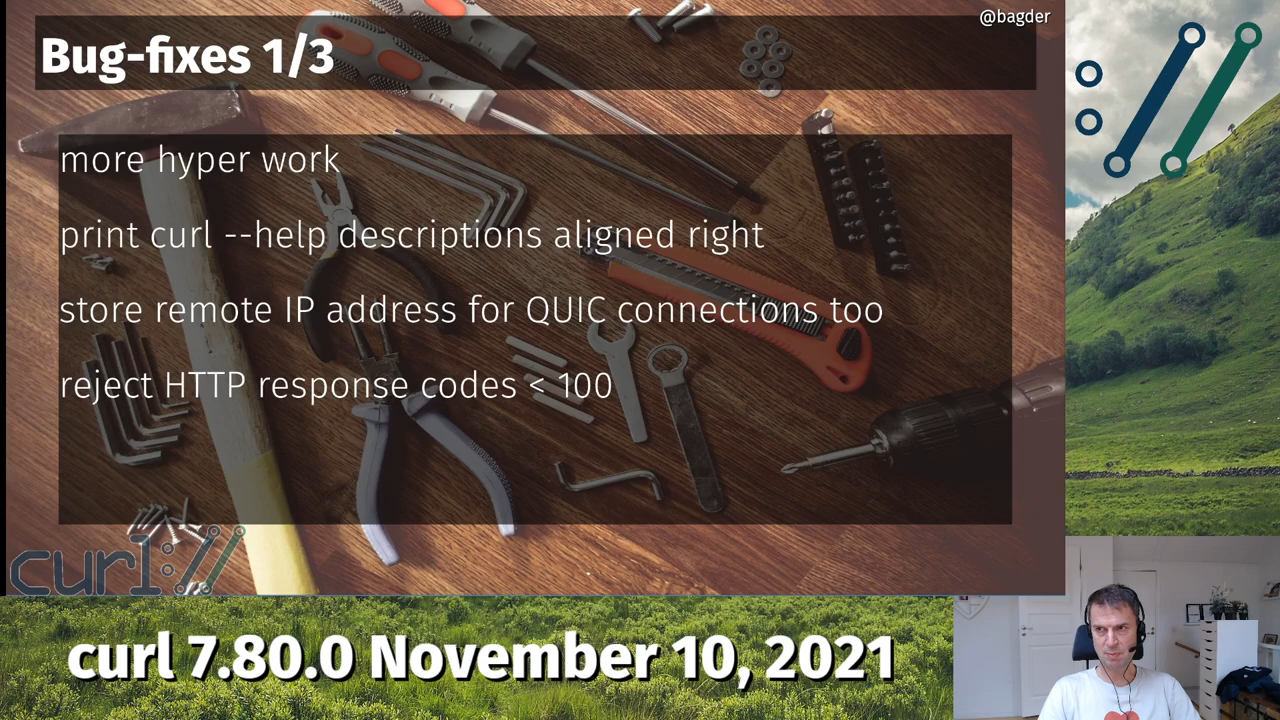 @bagder
Bug-fixes 1/3
more hyper work
print curl --help descriptions aligned right
store remote IP address for QUIC connections too
reject HTTP response codes < 100
curl://
curl 7.80.0 November 10, 2021